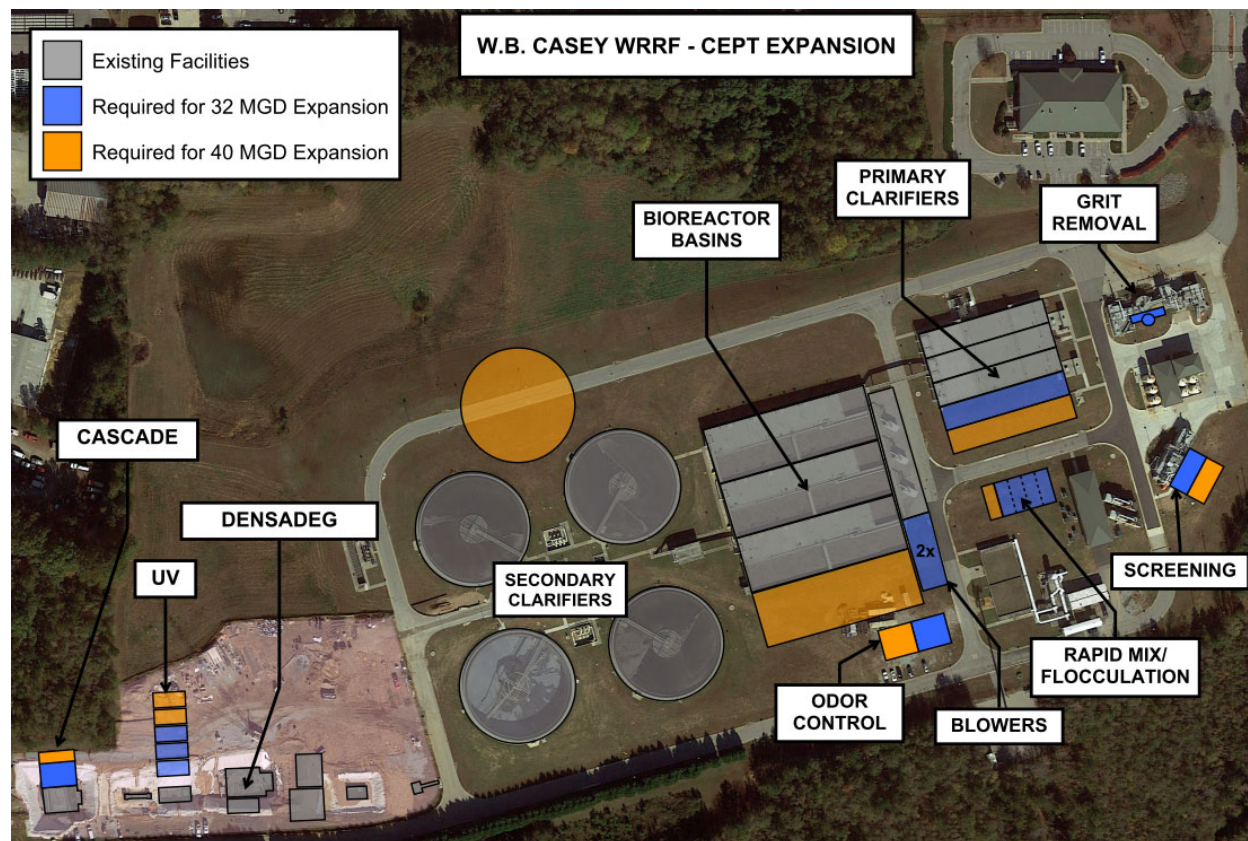 W.B. CASEY WRRF - CEPT EXPANSION
Existing Facilities
Required for 32 MGD Expansion
Required for 40 MGD Expansion
PRIMARY
CLARIFIERS
GRIT
REMOVAL
BIOREACTOR
BASINS
CASCADE
DENSADEG
UV
SECONDARY
CLARIFIERS
2x
SCREENING
RAPID MIX/
FLOCCULATION
ODOR
CONTROL
BLOWERS